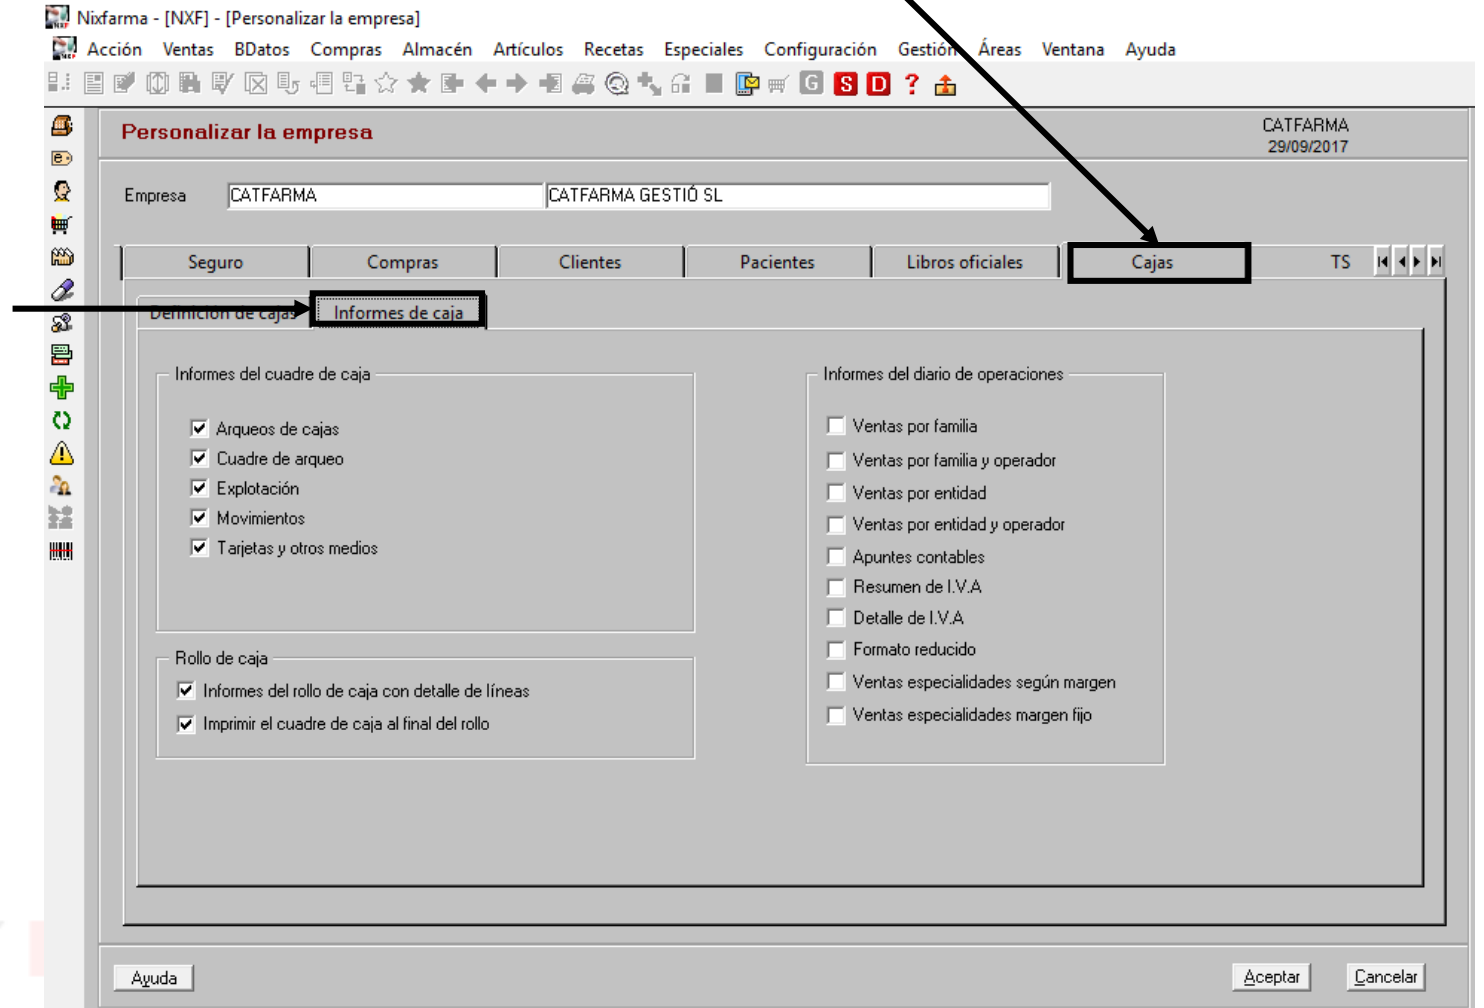 Nixfarma - [NXF] - [Personalizar la empresa]
Acción Ventas BDatos Compras Almacén Artículos Recetas Especiales Configuración Gestión Áreas Ventana Ayuda
G S D ?
Personalizar la empresa
CATFARMA
29/09/2017
Empresa CATFARMA CATFARMA GESTIÓ SL
Seguro Compras Clientes Pacientes Libros oficiales Cajas TS
Definición de cajas Informes de caja
Informes del cuadre de caja
Arqueos de cajas
Cuadre de arqueo
Explotación
Movimientos
Tarjetas y otros medios
Rollo de caja
Informes del rollo de caja con detalle de líneas
Imprimir el cuadre de caja al final del rollo
Informes del diario de operaciones
Ventas por familia
Ventas por familia y operador
Ventas por entidad
Ventas por entidad y operador
Apuntes contables
Resumen de I.V.A
Detalle de I.V.A
Formato reducido
Ventas especialidades según margen
Ventas especialidades margen fijo
Ayuda Aceptar Cancelar